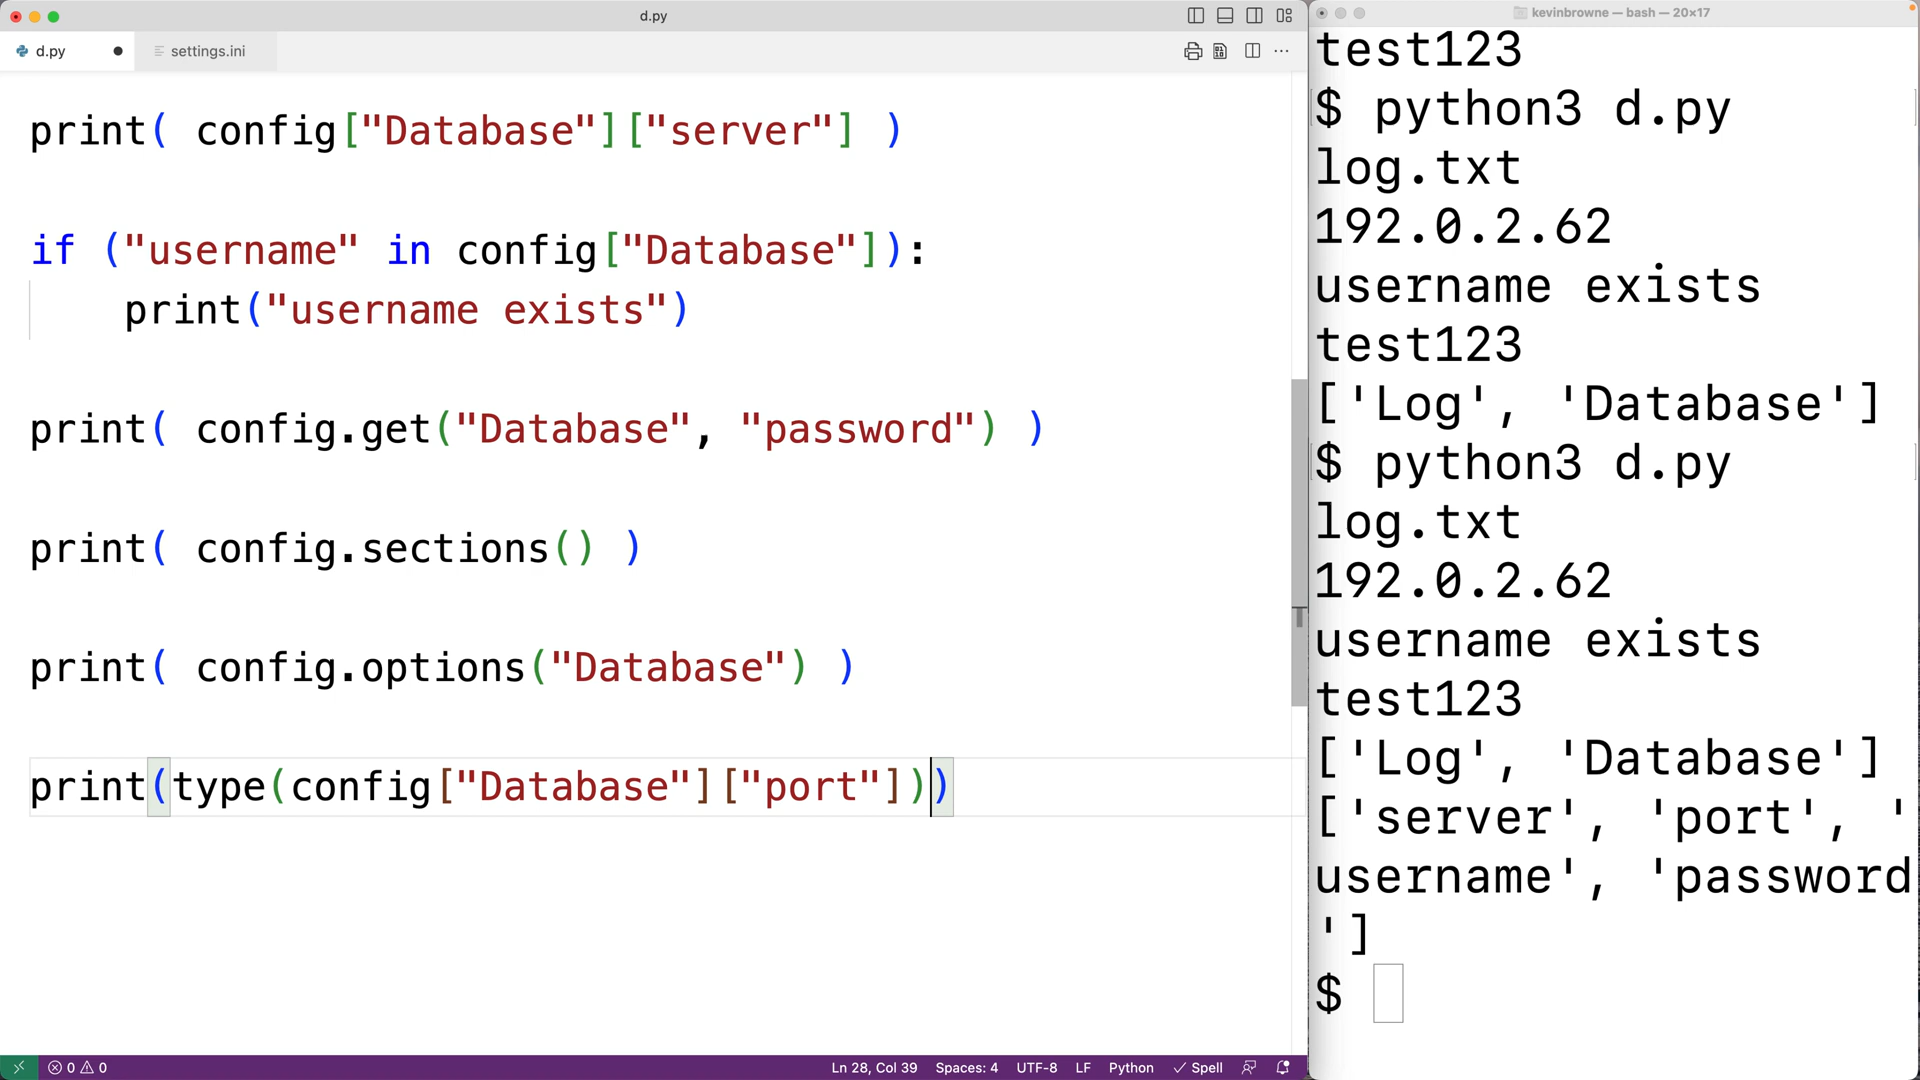 d.py
d.py
settings.ini
print( config["Database"]["server"] )
if ("username" in config["Database"]):
print("username exists")
print( config.get("Database", "password") )
print( config.sections() )
print( config.options("Database") )
print(type(config["Database"]["port"]))
0 0
Ln 28, Col 39 Spaces: 4 UTF-8 LF Python Spell
kevinbrowne — bash — 20×17
test123
$ python3 d.py
log.txt
192.0.2.62
username exists
test123
['Log', 'Database']
$ python3 d.py
log.txt
192.0.2.62
username exists
test123
['Log', 'Database']
['server', 'port', '
username', 'password
']
$